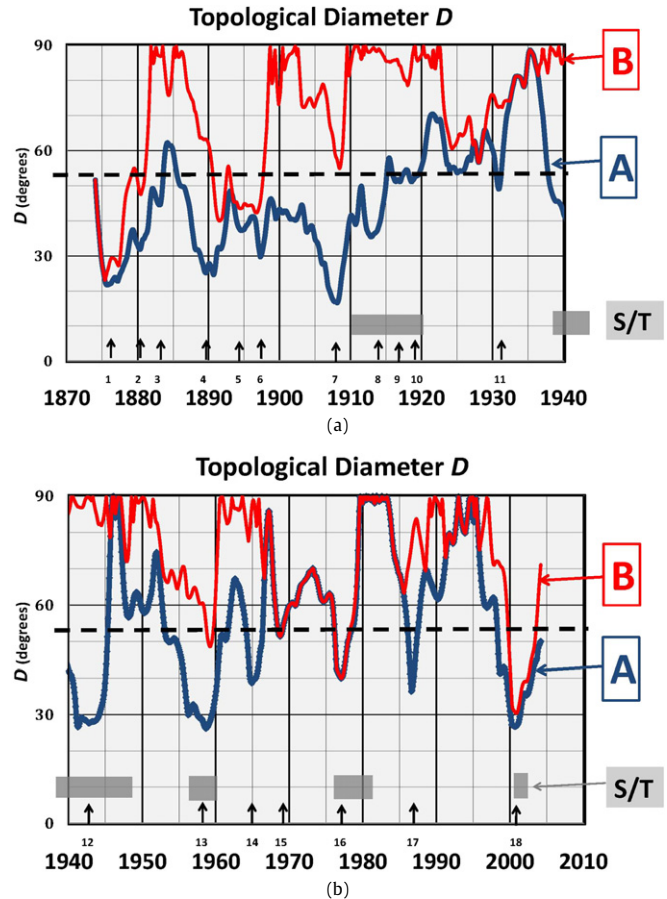 Topological Diameter D
90
60
30
0
D (degrees)
B
A
S/T
1 2 3 4 5 6 7 8 9 10 11
1870 1880 1890 1900 1910 1920 1930 1940
(a)
Topological Diameter D
90
60
30
0
D (degrees)
B
A
S/T
12 13 14 15 16 17 18
1940 1950 1960 1970 1980 1990 2000 2010
(b)